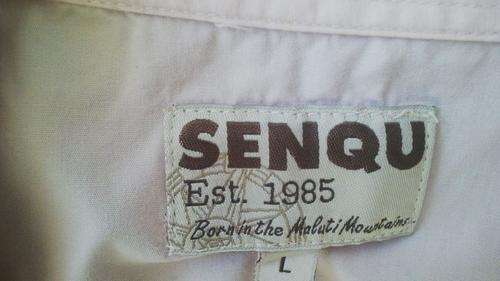 SENQU
Est. 1985
Born in the Maluti Mountains...
L